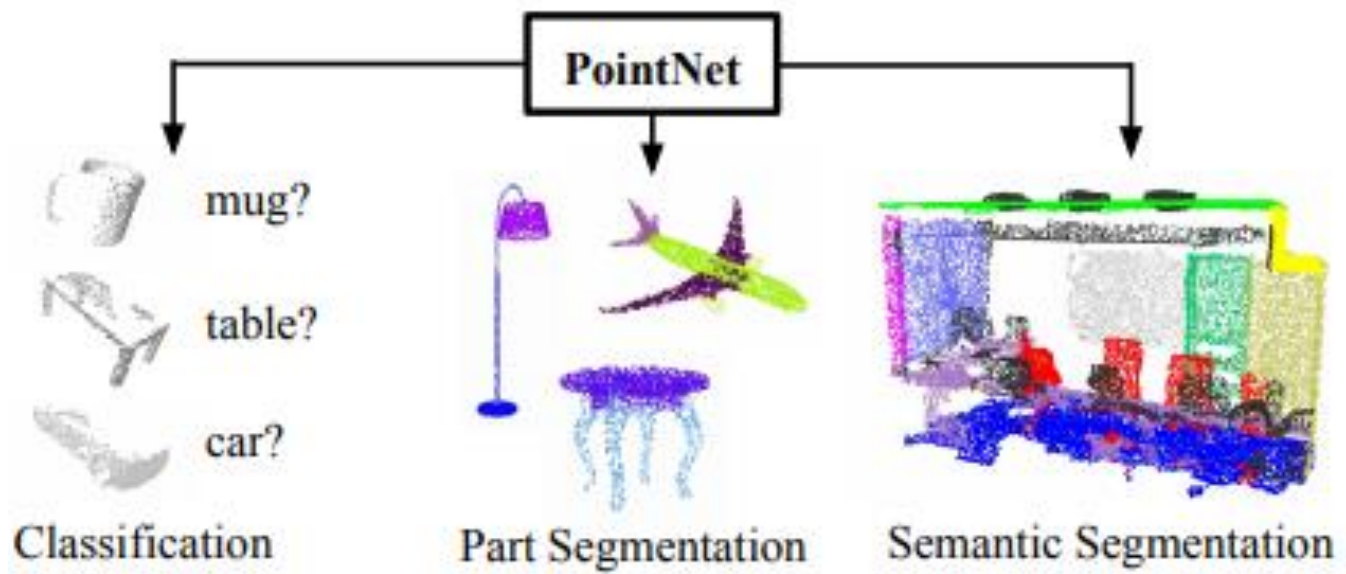 PointNet
mug?
table?
car?
Classification
Part Segmentation
Semantic Segmentation